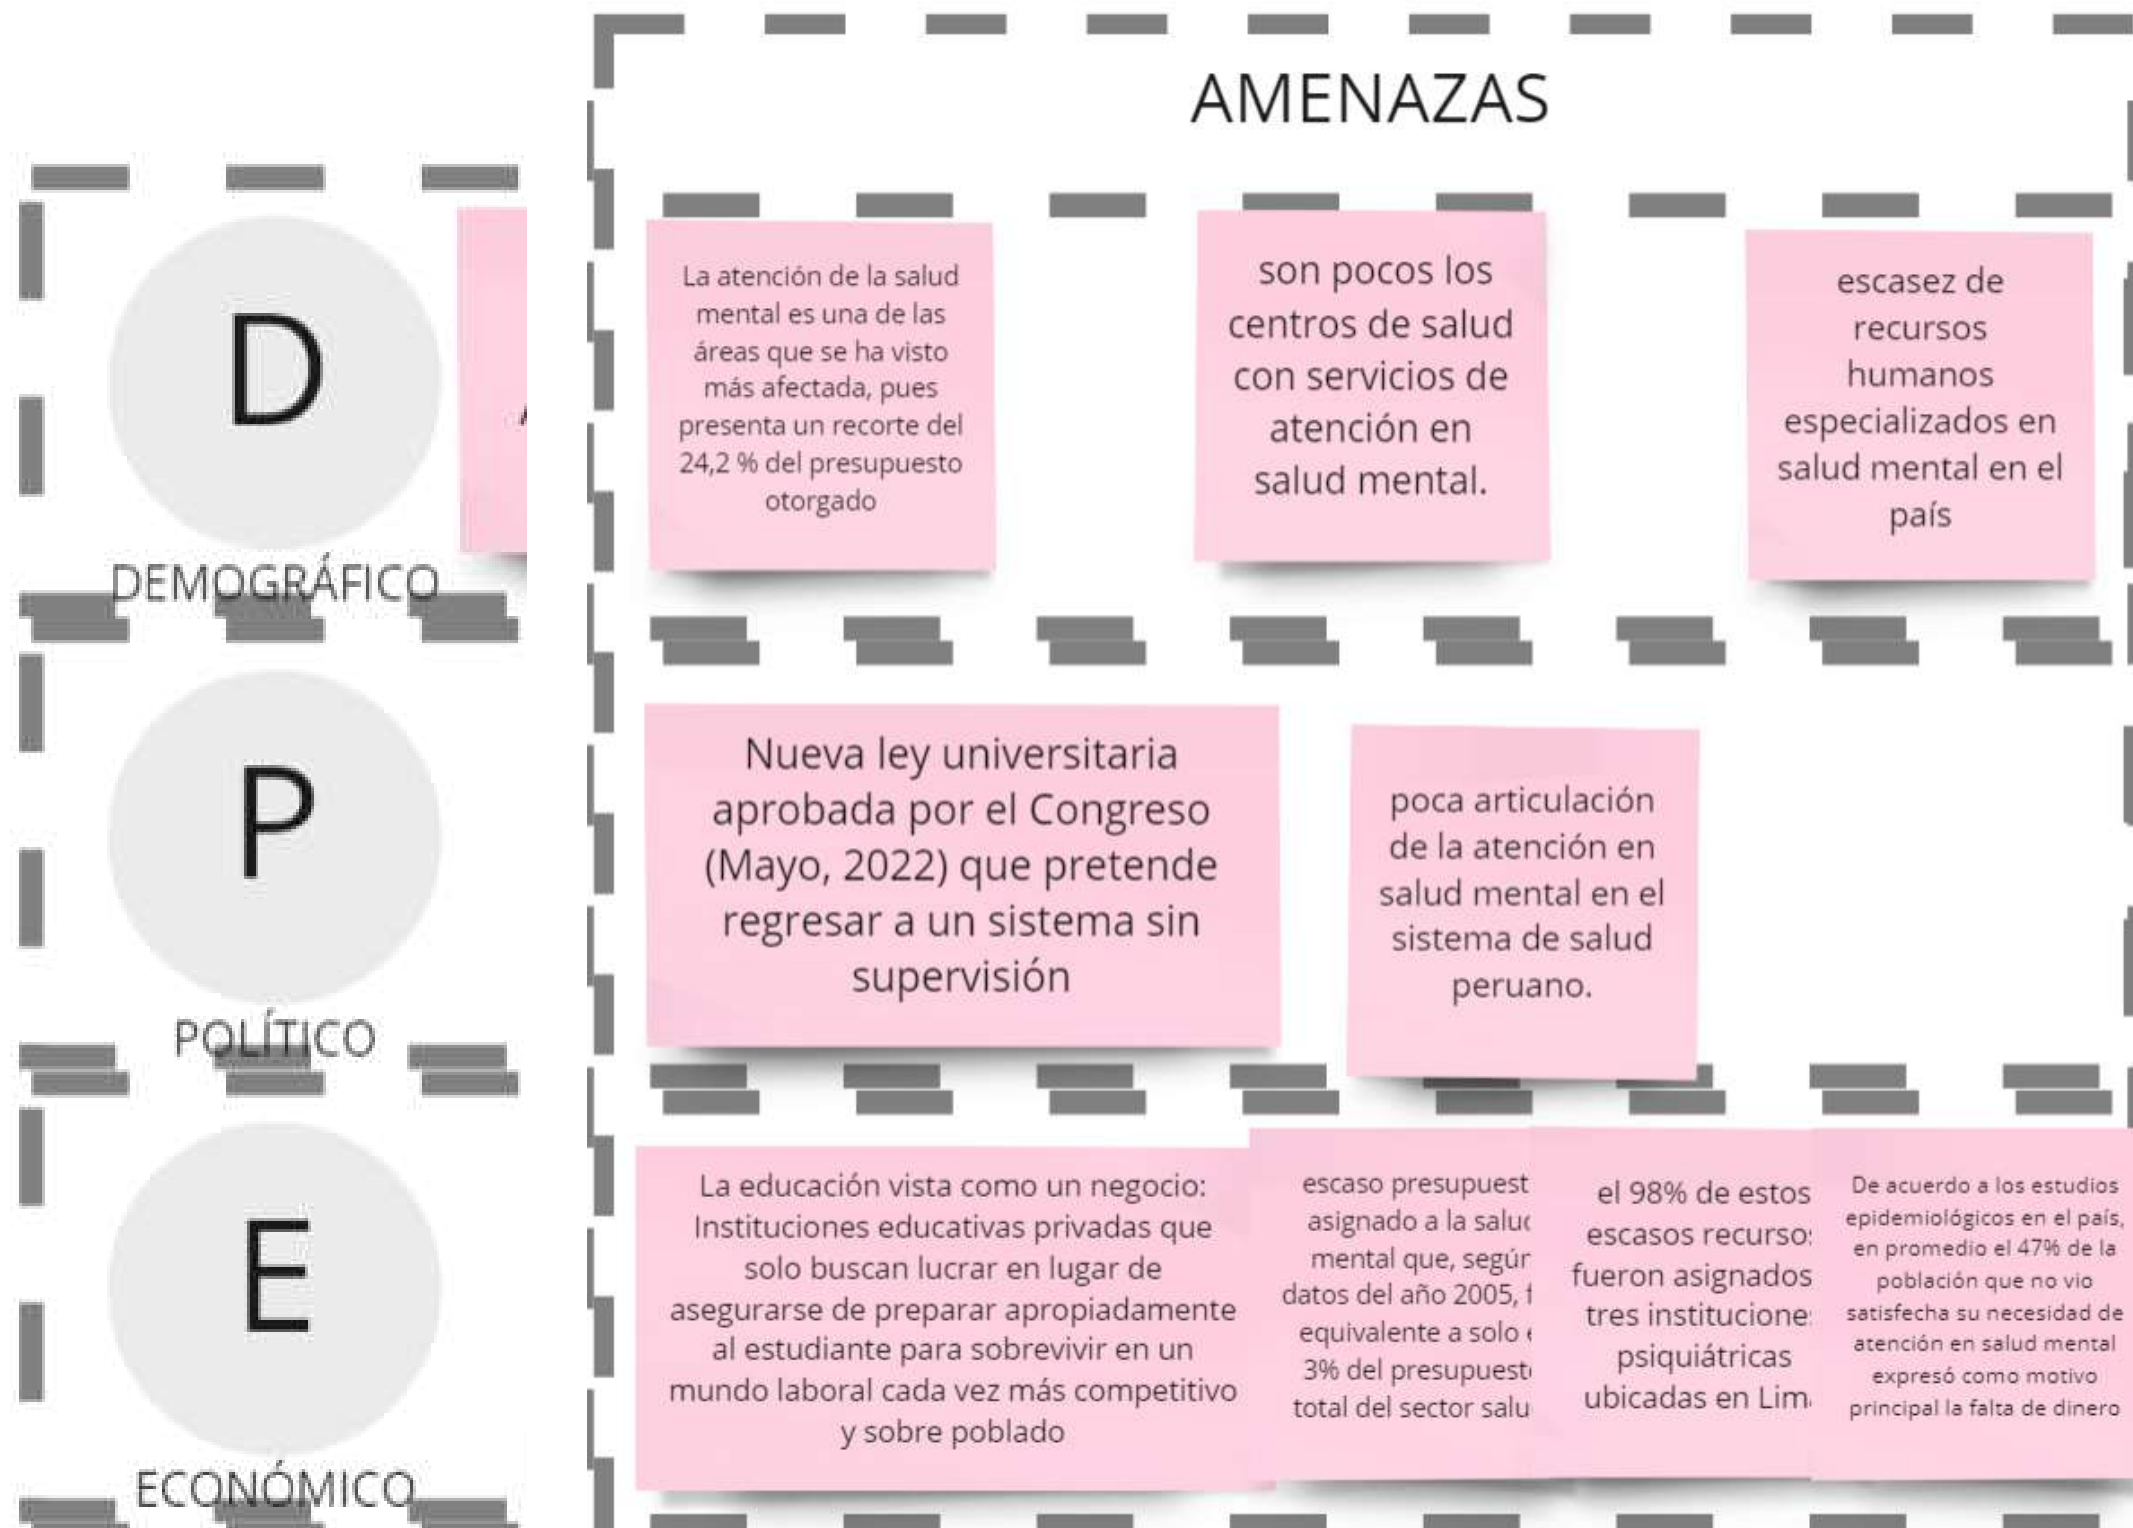 AMENAZAS
D
DEMOGRÁFICO
La atención de la salud
mental es una de las
áreas que se ha visto
más afectada, pues
presenta un recorte del
24,2 % del presupuesto
otorgado
son pocos los
centros de salud
con servicios de
atención en
salud mental.
escasez de
recursos
humanos
especializados en
salud mental en el
país
P
POLÍTICO
Nueva ley universitaria
aprobada por el Congreso
(Mayo, 2022) que pretende
regresar a un sistema sin
supervisión
poca articulación
de la atención en
salud mental en el
sistema de salud
peruano.
E
ECONÓMICO
La educación vista como un negocio:
Instituciones educativas privadas que
solo buscan lucrar en lugar de
asegurarse de preparar apropiadamente
al estudiante para sobrevivir en un
mundo laboral cada vez más competitivo
y sobre poblado
escaso presupuest
asignado a la salud
mental que, según
datos del año 2005,
equivalente a solo
3% del presupuesto
total del sector salu
el 98% de estos
escasos recursos
fueron asignados
tres instituciones
psiquiátricas
ubicadas en Lim
De acuerdo a los estudios
epidemiológicos en el país,
en promedio el 47% de la
población que no vio
satisfecha su necesidad de
atención en salud mental
expresó como motivo
principal la falta de dinero